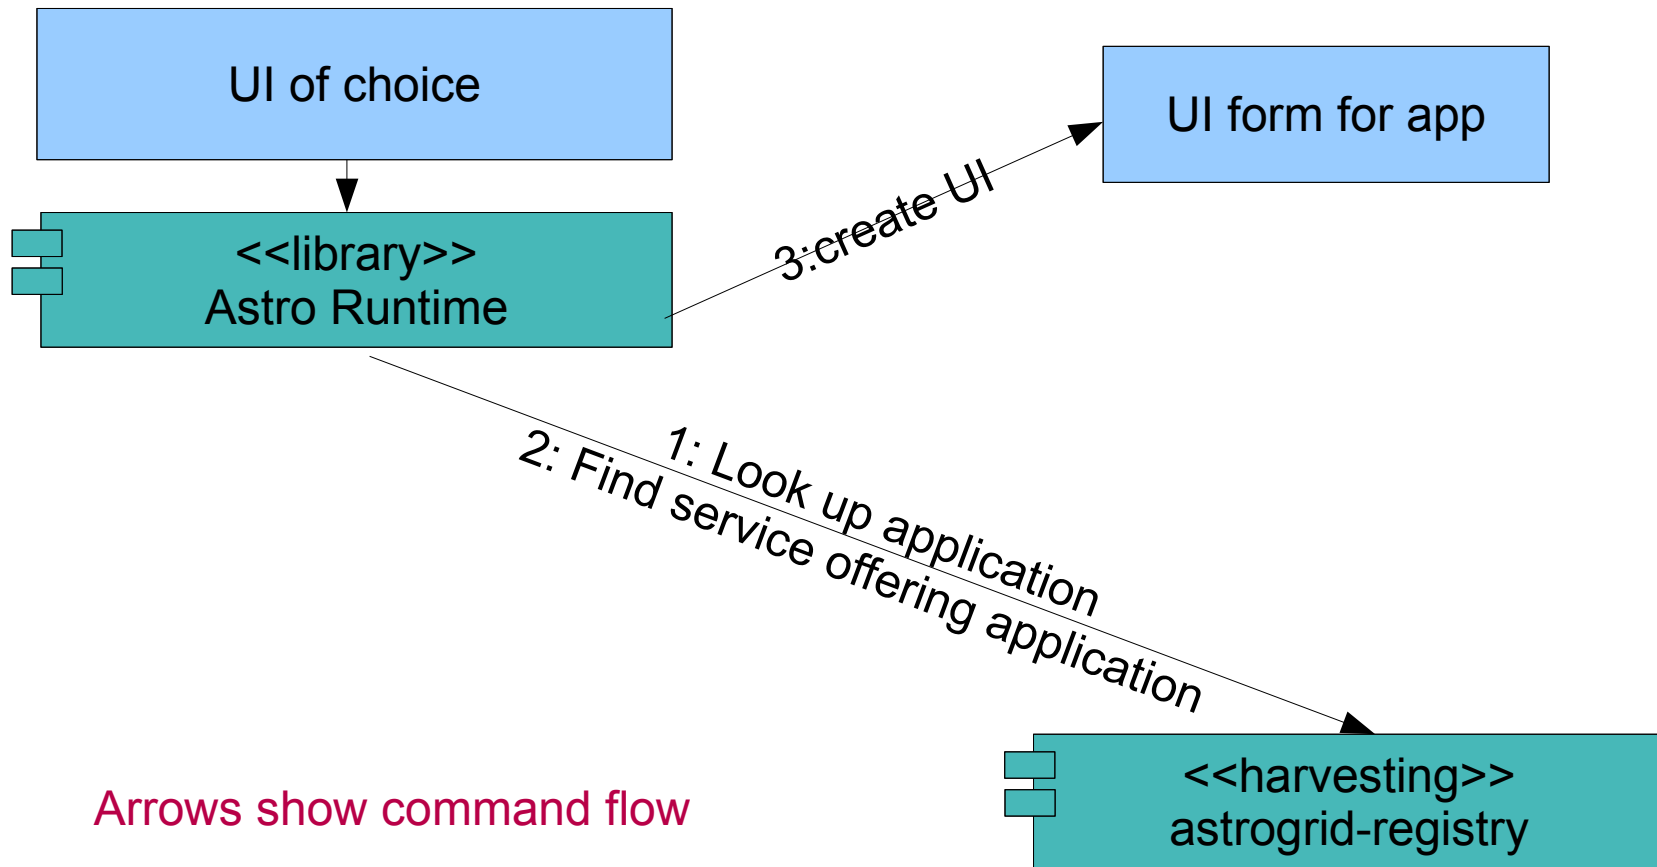 UI of choice
UI form for app
<<library>>
Astro Runtime
3:create UI
1: Look up application
2: Find service offering application
<<harvesting>>
astrogrid-registry
Arrows show command flow